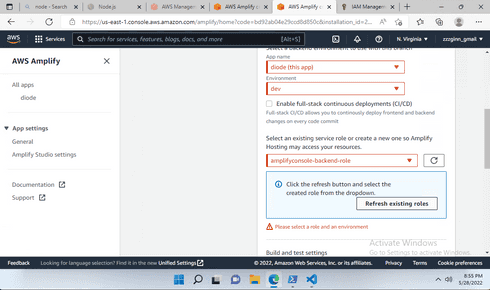 node - Search
Node.js
AWS Managem
AWS Amplify
AWS Amplify
IAM Manage
https://us-east-1.console.aws.amazon.com/amplify/home?code=bd92ab04e29ccd8d850c&installation_id=2...
aws
Services
Search for services, features, blogs, docs, and more
[Alt+S]
N. Virginia
zzzginn_gmail
AWS Amplify
All apps
diode
App settings
General
Amplify Studio settings
Documentation
Support
Select a backend environment to use with this branch
App name
diode (this app)
Environment
dev
Enable full-stack continuous deployments (CI/CD)
Full-stack CI/CD allows you to continously deploy frontend and backend
changes on every code commit
Select an existing service role or create a new one so Amplify
Hosting may access your resources.
amplifyconsole-backend-role
Click the refresh button and select the
created role from the dropdown.
Refresh existing roles
Please select a role and an environment
Build and test settings
Activate Windows
Go to Settings to activate Windows.
Feedback
Looking for language selection? Find it in the new Unified Settings
© 2022, Amazon Web Services, Inc. or its affiliates.
Privacy
Terms
Cookie preferences
8:55 PM
5/28/2022